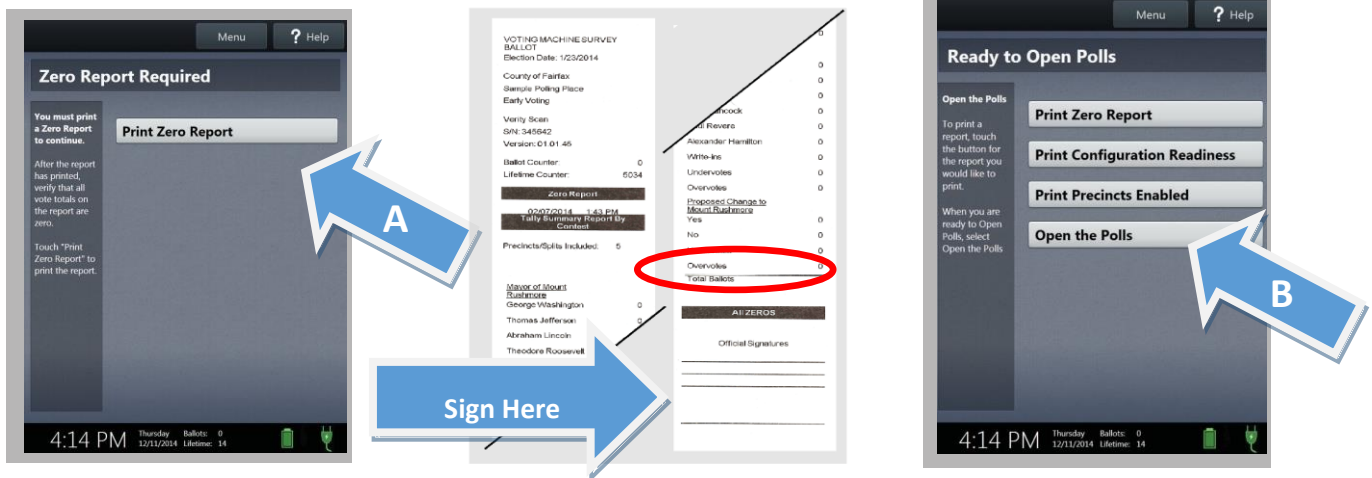 Menu
? Help
Zero Report Required
You must print
a Zero Report
to continue.
After the report
has printed,
verify that all
vote totals on
the report are
zero.
Touch "Print
Zero Report" to
print the report.
Print Zero Report
A
4:14 PM
Thursday Ballots: 0
12/11/2014 Lifetime: 14
VOTING MACHINE SURVEY
BALLOT
Election Date: 1/23/2014
County of Fairfax
Sample Polling Place
Early Voting
Verity Scan
S/N: 345642
Version: 01.01.45
Ballot Counter: 0
Lifetime Counter: 5034
Zero Report
02/07/2014 1:43 PM
Tally Summary Report By
Contest
Precincts/Splits Included: 5
Mayor of Mount
Rushmore
George Washington 0
Thomas Jefferson 0
Abraham Lincoln
Theodore Roosevelt
Sign Here
0
0
0
0
ncock 0
ul Revere 0
Alexander Hamilton 0
Write-ins 0
Undervotes 0
Overvotes 0
Proposed Change to
Mount Rushmore
Yes 0
No 0
0
Overvotes 0
Total Ballots
All ZEROS
Official Signatures
Menu
? Help
Ready to Open Polls
Open the Polls
To print a
report, touch
the button for
the report you
would like to
print.
When you are
ready to Open
Polls, select
Open the Polls
Print Zero Report
Print Configuration Readiness
Print Precincts Enabled
Open the Polls
B
4:14 PM
Thursday Ballots: 0
12/11/2014 Lifetime: 14